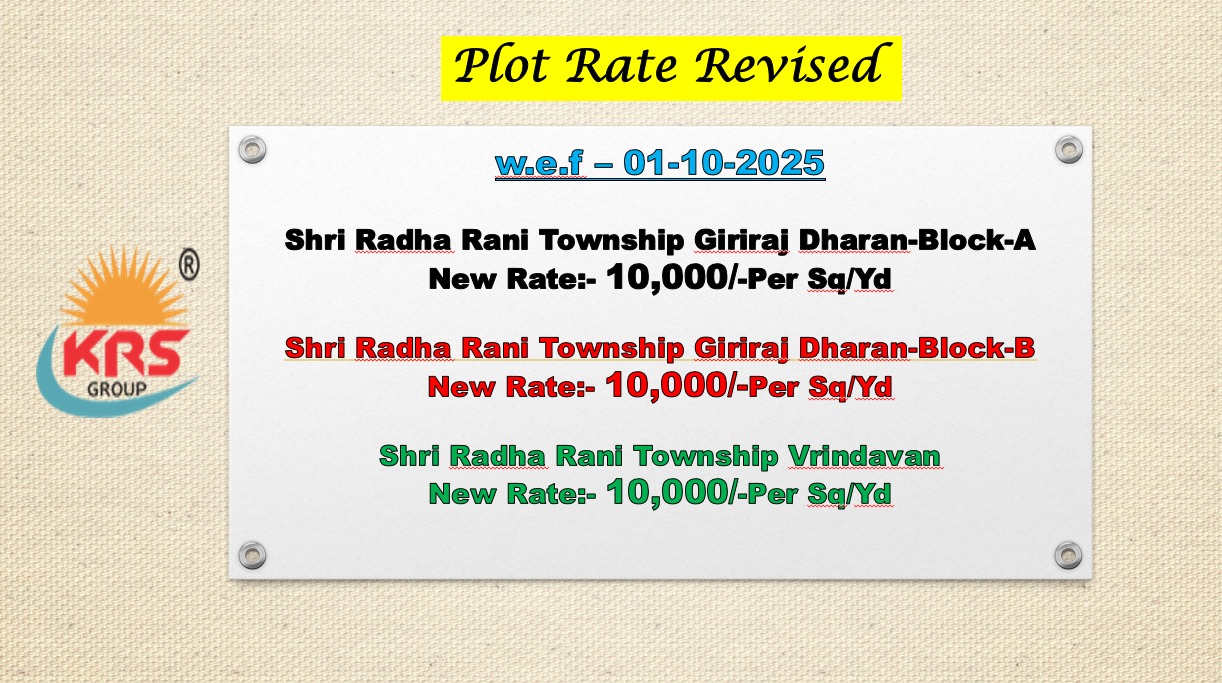 Plot Rate Revised
w.e.f – 01-10-2025
Shri Radha Rani Township Giriraj Dharan-Block-A
New Rate:- 10,000/-Per Sq/Yd
Shri Radha Rani Township Giriraj Dharan-Block-B
New Rate:- 10,000/-Per Sq/Yd
Shri Radha Rani Township Vrindavan
New Rate:- 10,000/-Per Sq/Yd
®
KRS
GROUP